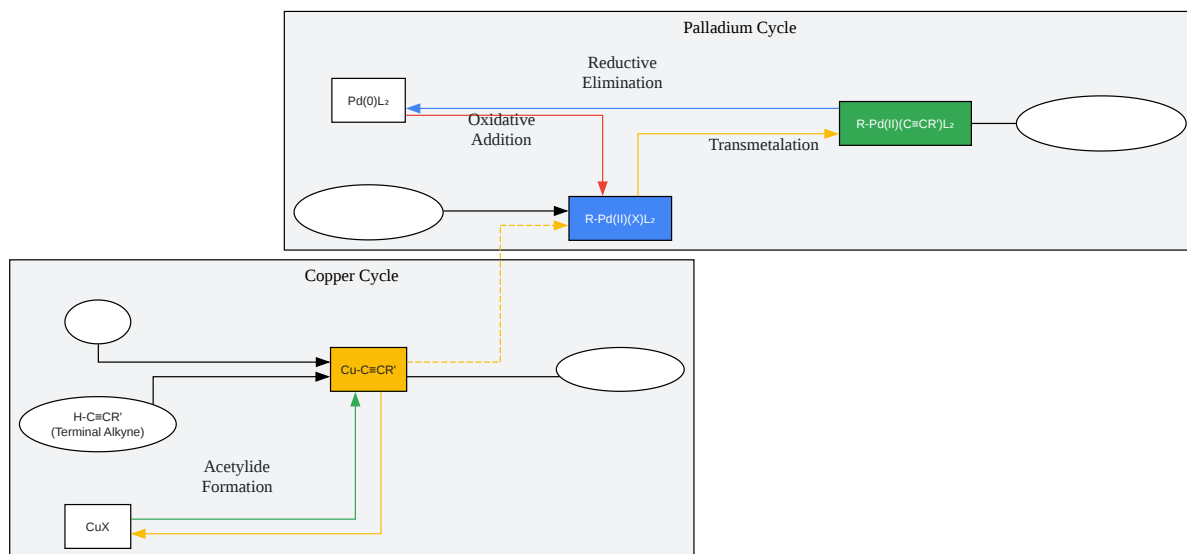 Palladium Cycle
Reductive
Elimination
Pd(0)L₂
Oxidative
Addition
R-Pd(II)(C≡CR')L₂
Transmetalation
R-Pd(II)(X)L₂
Copper Cycle
Cu-C≡CR'
H-C≡CR'
(Terminal Alkyne)
Acetylide
Formation
CuX